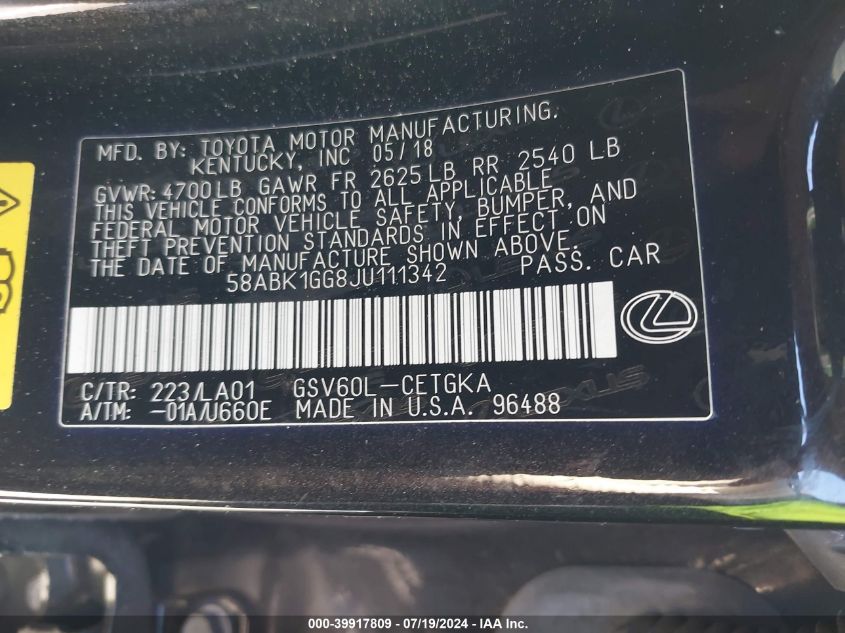 MFD. BY: TOYOTA MOTOR MANUFACTURING.
KENTUCKY, INC 05/18
GVWR: 4700 LB GAWR FR 2625 LB RR 2540 LB
THIS VEHICLE CONFORMS TO ALL APPLICABLE
FEDERAL MOTOR VEHICLE SAFETY, BUMPER, AND
THEFT PREVENTION STANDARDS IN EFFECT ON
THE DATE OF MANUFACTURE SHOWN ABOVE.
58ABK1GG8JU111342 PASS. CAR
C/TR: 223/LA01 GSV60L-CETGKA
A/TM: -01A/U660E MADE IN U.S.A. 96488
000-39917809 - 07/19/2024 - IAA Inc.